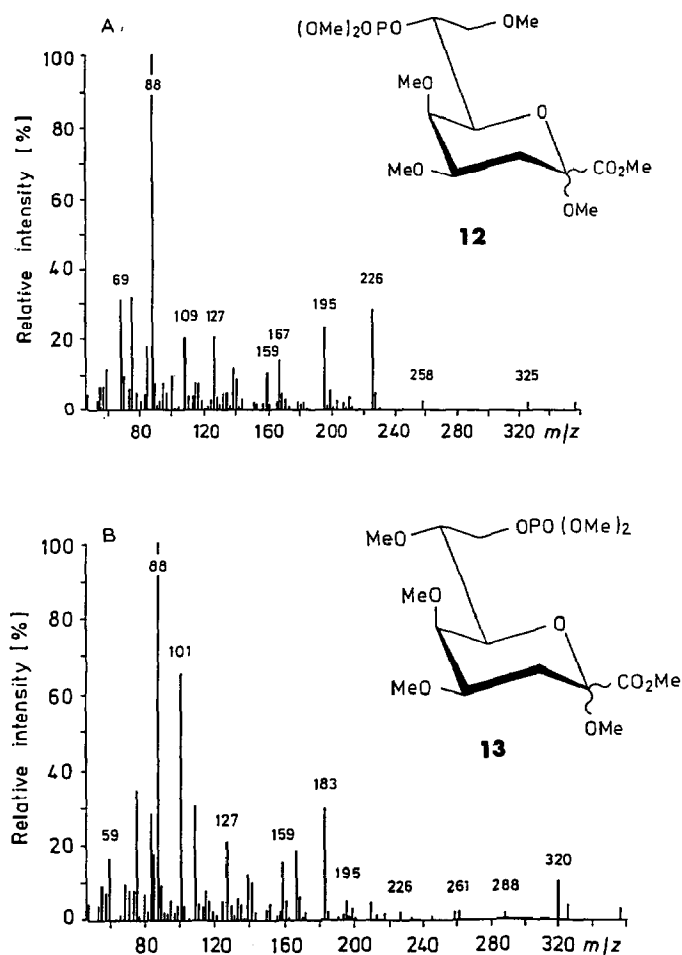 A,
(OMe)₂OPO
OMe
MeO
O
MeO
CO₂Me
OMe
12
Relative intensity [%]
100
80
60
40
20
0
88
69
109
127
159
167
195
226
258
325
80
120
160
200
240
280
320
m/z
B
MeO
OPO(OMe)₂
MeO
O
MeO
CO₂Me
OMe
13
Relative intensity [%]
100
80
60
40
20
0
88
101
59
127
159
183
195
226
261
288
320
80
120
160
200
240
280
320
m/z